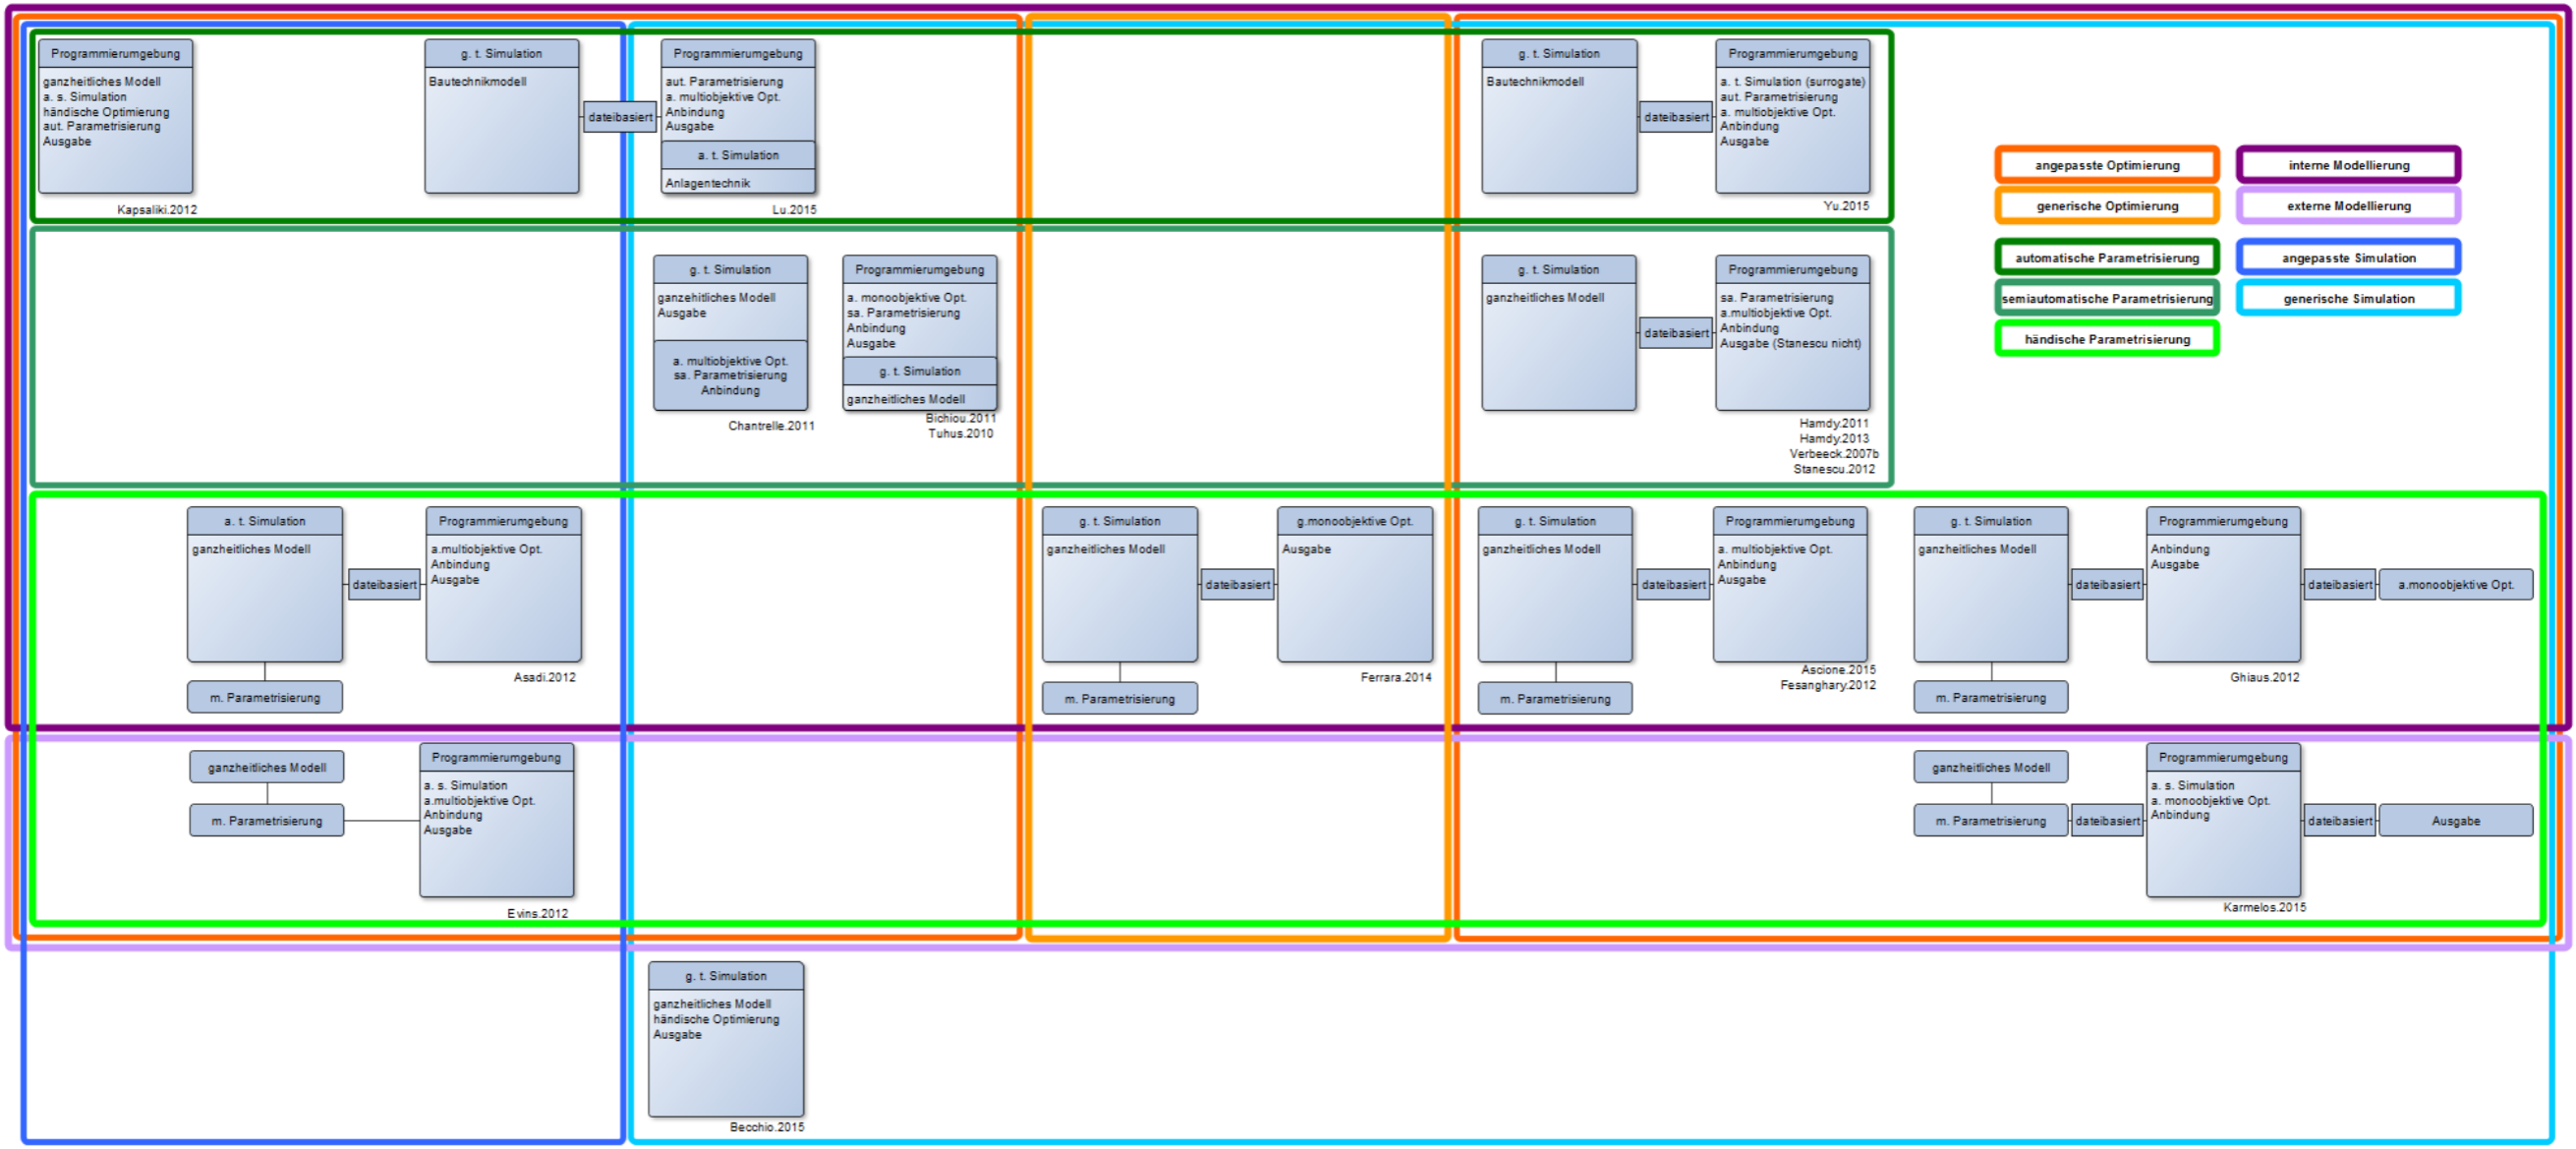 Programmierumgebung
ganzheitliches Modell
a. s. Simulation
händische Optimierung
aut. Parametrisierung
Ausgabe
Kapsaliki.2012
g. t. Simulation
Bautechnikmodell
dateibasiert
Programmierumgebung
aut. Parametrisierung
a. multiobjektive Opt.
Anbindung
Ausgabe
a. t. Simulation
Anlagentechnik
Lu.2015
g. t. Simulation
Bautechnikmodell
dateibasiert
Programmierumgebung
a. t. Simulation (surrogate)
aut. Parametrisierung
a. multiobjektive Opt.
Anbindung
Ausgabe
Yu.2015
angepasste Optimierung
interne Modellierung
generische Optimierung
externe Modellierung
automatische Parametrisierung
angepasste Simulation
semiautomatische Parametrisierung
generische Simulation
händische Parametrisierung
g. t. Simulation
ganzehitliches Modell
Ausgabe
a. multiobjektive Opt.
sa. Parametrisierung
Anbindung
Chantrelle.2011
Programmierumgebung
a. monoobjektive Opt.
sa. Parametrisierung
Anbindung
Ausgabe
g. t. Simulation
ganzheitliches Modell
Bichiou.2011
Tuhus.2010
g. t. Simulation
ganzheitliches Modell
dateibasiert
Programmierumgebung
sa. Parametrisierung
a.multiobjektive Opt.
Anbindung
Ausgabe (Stanescu nicht)
Hamdy.2011
Hamdy.2013
Verbeeck.2007b
Stanescu.2012
a. t. Simulation
ganzheitliches Modell
m. Parametrisierung
dateibasiert
Programmierumgebung
a.multiobjektive Opt.
Anbindung
Ausgabe
Asadi.2012
g. t. Simulation
ganzheitliches Modell
m. Parametrisierung
dateibasiert
g.monoobjektive Opt.
Ausgabe
Ferrara.2014
g. t. Simulation
ganzheitliches Modell
m. Parametrisierung
dateibasiert
Programmierumgebung
a. multiobjektive Opt.
Anbindung
Ausgabe
Ascione.2015
Fesanghary.2012
g. t. Simulation
ganzheitliches Modell
m. Parametrisierung
dateibasiert
Programmierumgebung
Anbindung
Ausgabe
dateibasiert
a.monoobjektive Opt.
Ghiaus.2012
ganzheitliches Modell
m. Parametrisierung
Programmierumgebung
a. s. Simulation
a.multiobjektive Opt.
Anbindung
Ausgabe
Evins.2012
ganzheitliches Modell
m. Parametrisierung
dateibasiert
Programmierumgebung
a. s. Simulation
a. monoobjektive Opt.
Anbindung
dateibasiert
Ausgabe
Karmelos.2015
g. t. Simulation
ganzheitliches Modell
händische Optimierung
Ausgabe
Becchio.2015